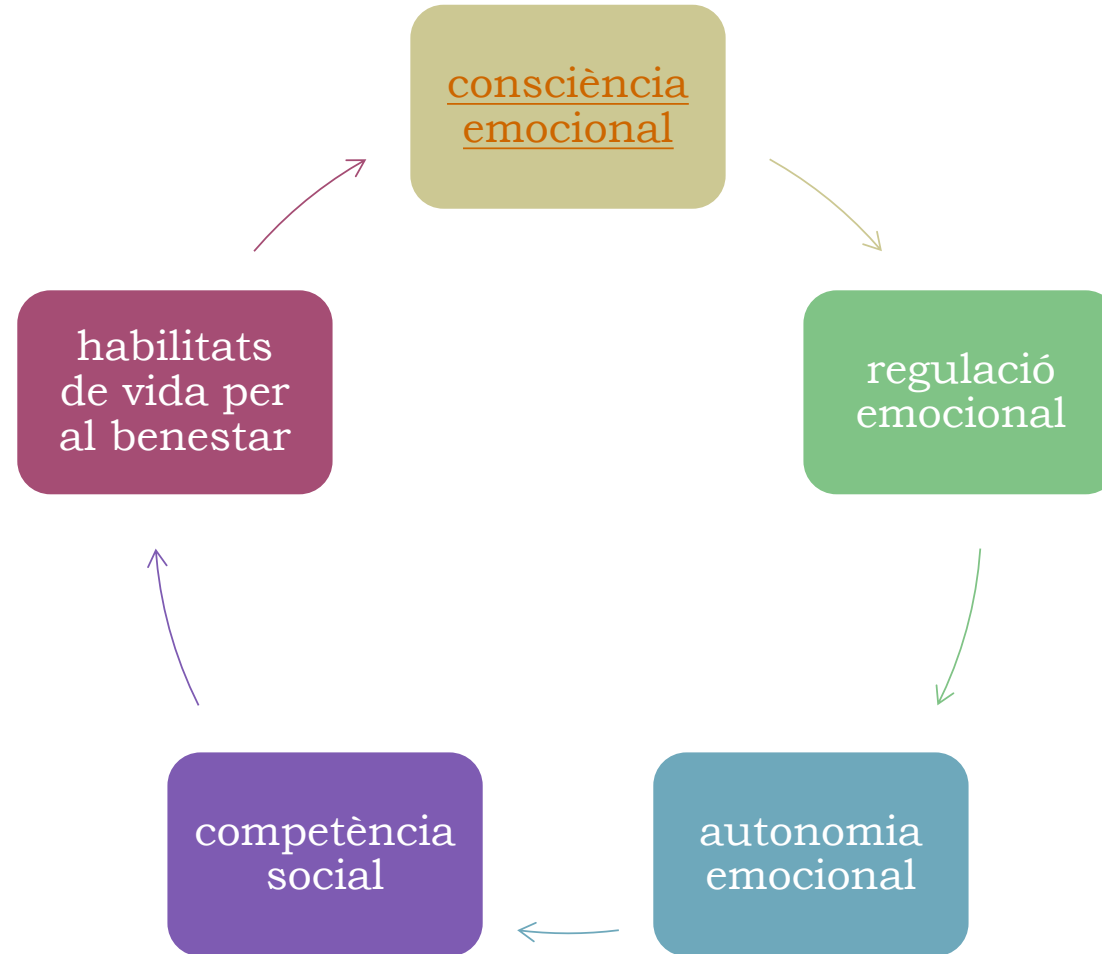 consciència
emocional
regulació
emocional
autonomia
emocional
competència
social
habilitats
de vida per
al benestar